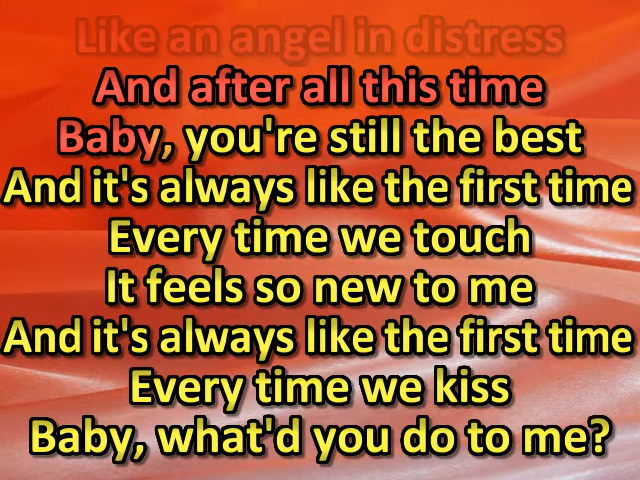 Like an angel in distress
And after all this time
Baby, you're still the best
And it's always like the first time
Every time we touch
It feels so new to me
And it's always like the first time
Every time we kiss
Baby, what'd you do to me?